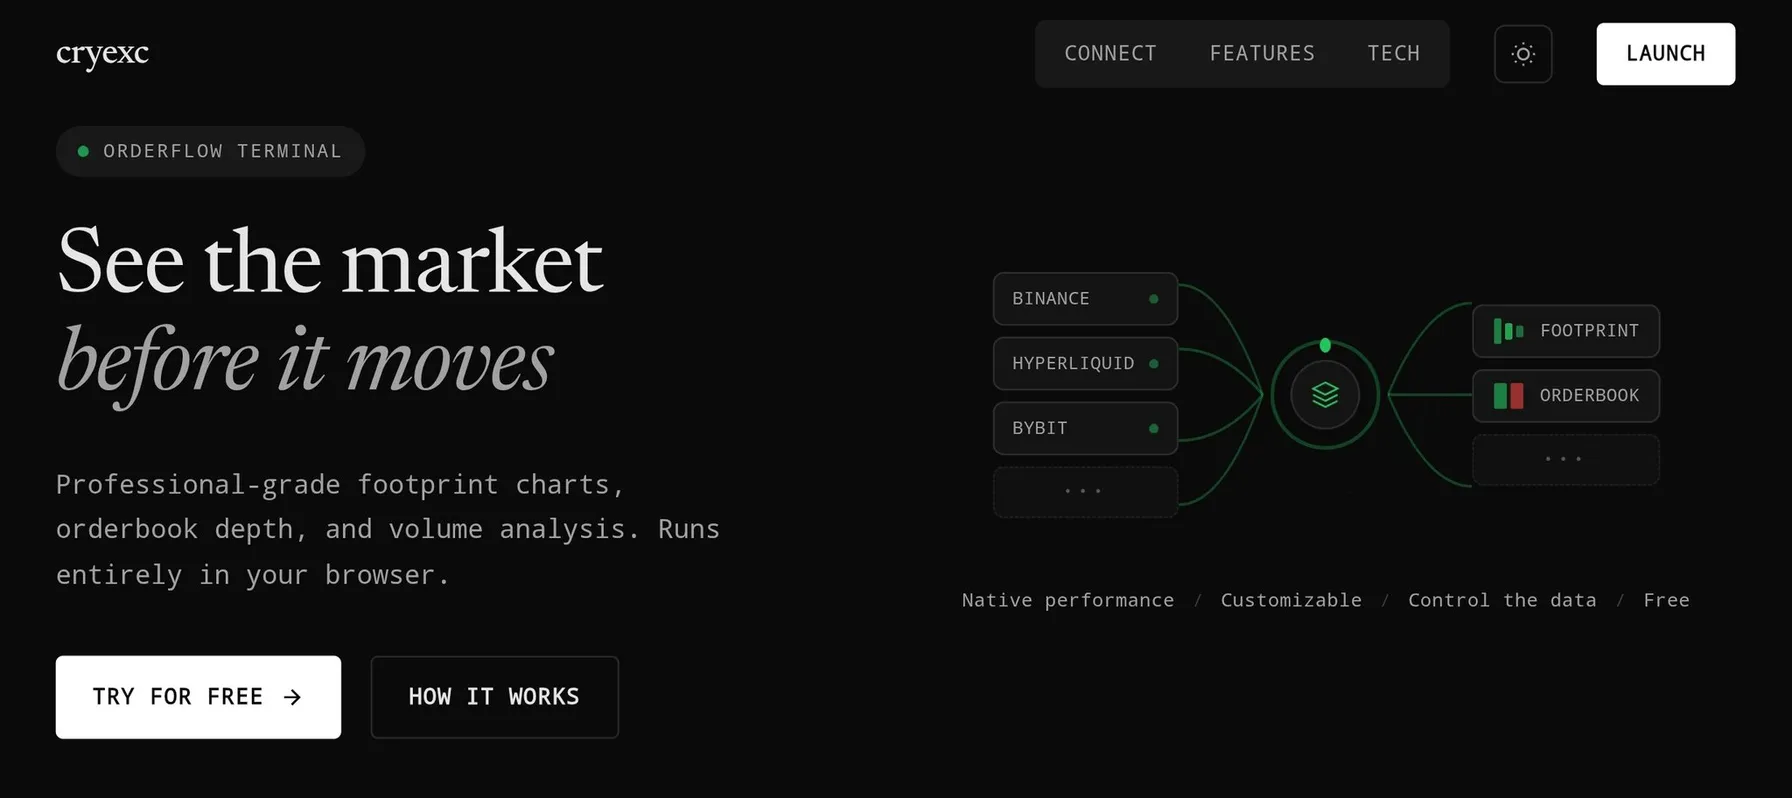 cryexc
CONNECT FEATURES TECH
LAUNCH
ORDERFLOW TERMINAL
See the market
before it moves
Professional-grade footprint charts,
orderbook depth, and volume analysis. Runs
entirely in your browser.
TRY FOR FREE →
HOW IT WORKS
BINANCE
HYPERLIQUID
BYBIT
...
FOOTPRINT
ORDERBOOK
...
Native performance / Customizable / Control the data / Free